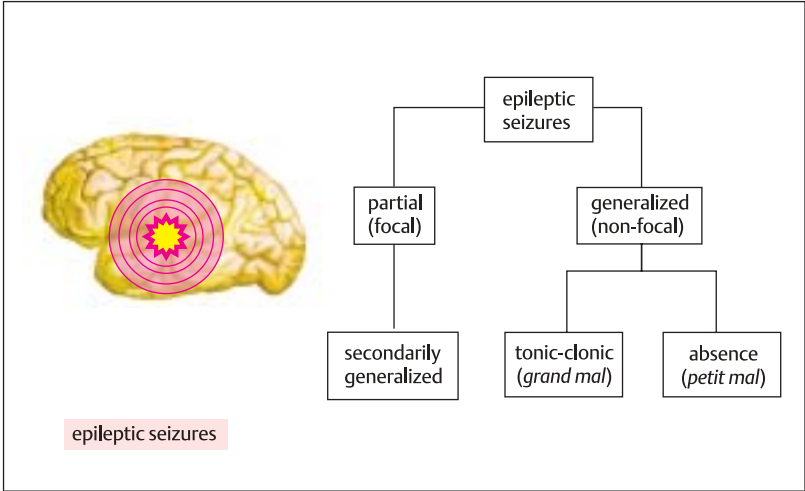 epileptic
seizures
partial
(focal)
generalized
(non-focal)
secondarily
generalized
tonic-clonic
(grand mal)
absence
(petit mal)
epileptic seizures